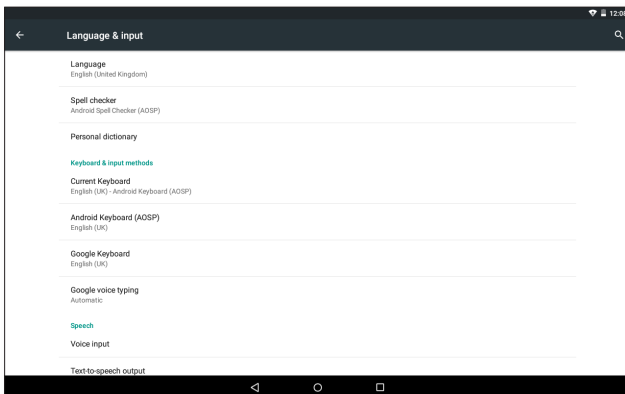 12:08
Language & input
Language
English (United Kingdom)
Spell checker
Android Spell Checker (AOSP)
Personal dictionary
Keyboard & input methods
Current Keyboard
English (UK) - Android Keyboard (AOSP)
Android Keyboard (AOSP)
English (UK)
Google Keyboard
English (UK)
Google voice typing
Automatic
Speech
Voice input
Text-to-speech output